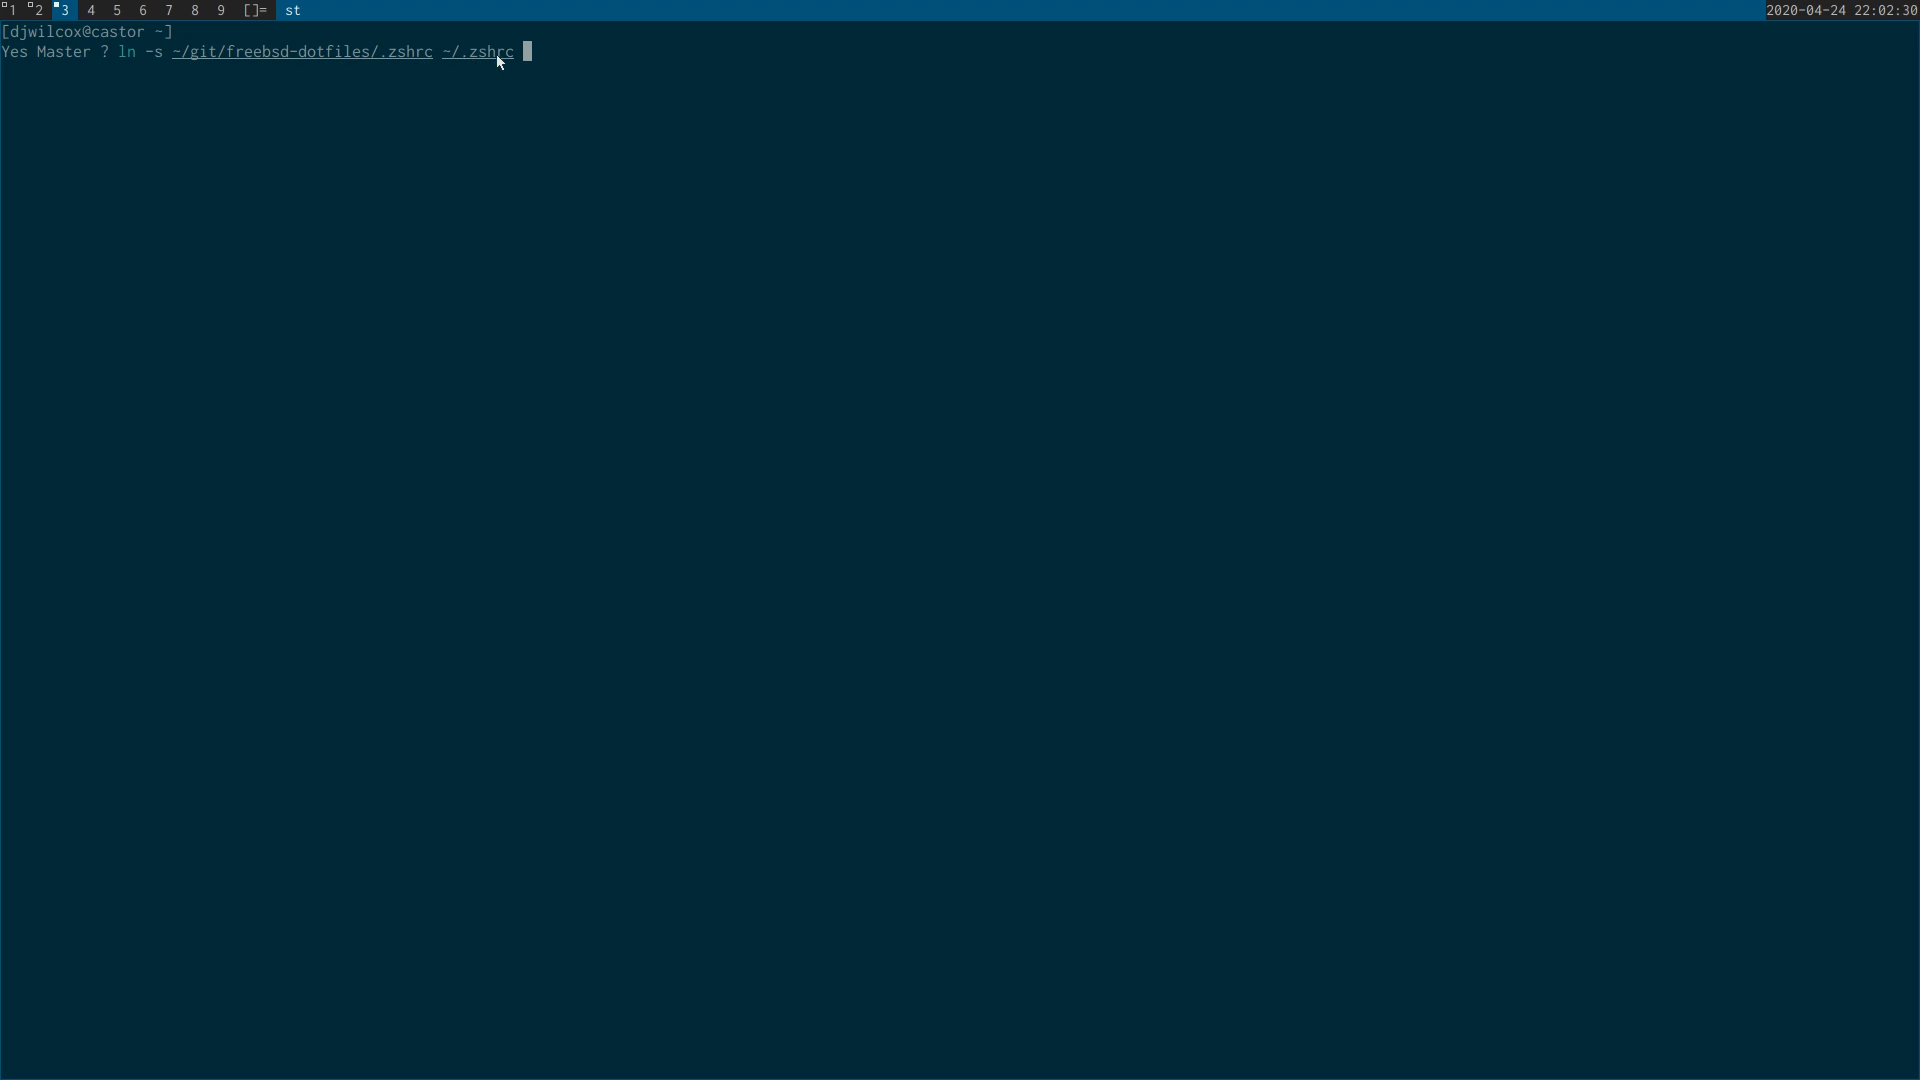 1 2 3 4 5 6 7 8 9 []= st 2020-04-24 22:02:30
[djwilcox@castor ~]
Yes Master ? ln -s ~/git/freebsd-dotfiles/.zshrc ~/.zshrc